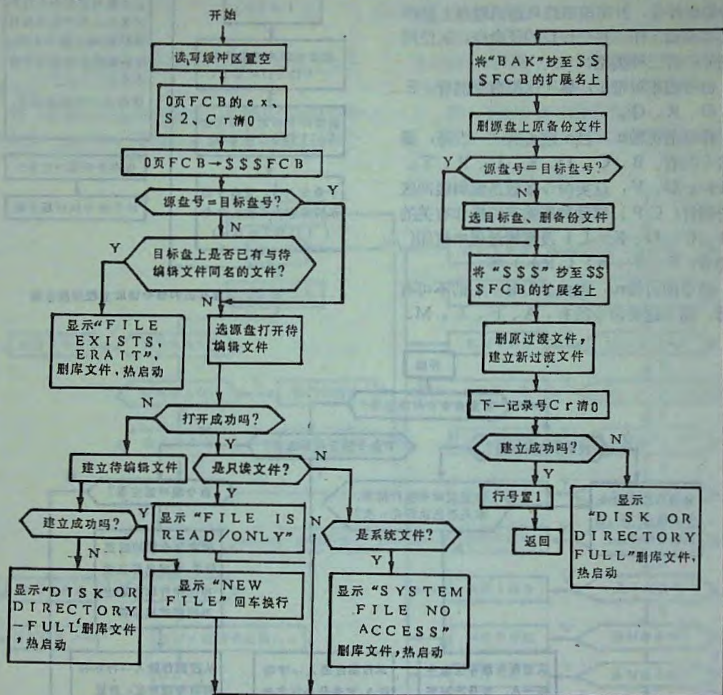 开始
读写缓冲区置空
0页FCB的ex、
S2、Cr清0
0页FCB→$$$FCB
源盘号=目标盘号?
Y
N
目标盘上是否已有与待
编辑文件同名的文件?
Y
N
显示“FILE
EXISTS,
ERAIT”,
删库文件,热启动
选源盘打开待
编辑文件
打开成功吗?
N
Y
建立待编辑文件
是只读文件?
N
Y
建立成功吗?
Y
N
显示“FILE IS
READ/ONLY”
N
是系统文件?
Y
显示“DISK OR
DIRECTORY
-FULL”删库文件
,热启动
显示“NEW
FILE”回车换行
显示“SYSTEM
FILE NO
ACCESS”
删库文件,热启动
将“BAK”抄至$$
$FCB的扩展名上
删源盘上原备份文件
Y
源盘号=目标盘号?
N
选目标盘、删备份文件
将“$$$”抄至$$
$FCB的扩展名上
删原过渡文件,
建立新过渡文件
下一记录号Cr清0
建立成功吗?
N
Y
行号置1
返回
显示
“DISK OR
DIRECTORY
FULL”删库文件,
热启动